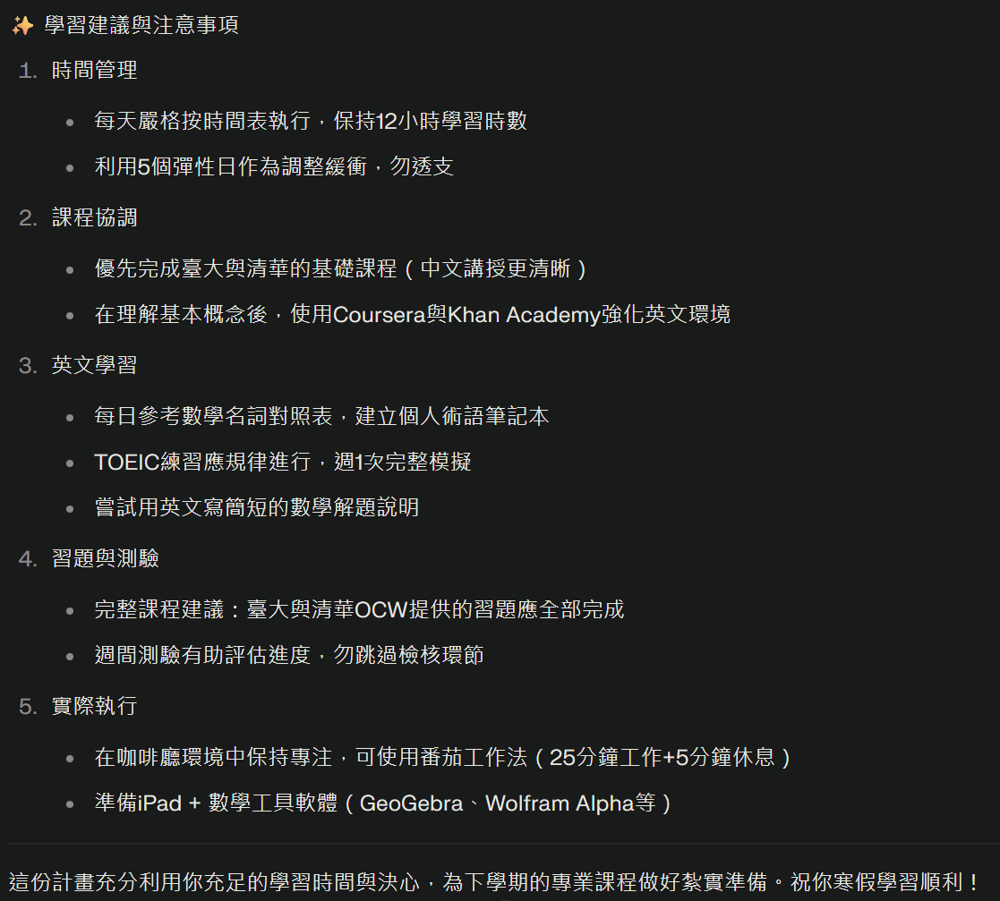 ✨ 學習建議與注意事項
1. 時間管理
• 每天嚴格按時間表執行，保持12小時學習時數
• 利用5個彈性日作為調整緩衝，勿透支
2. 課程協調
• 優先完成臺大與清華的基礎課程（中文講授更清晰）
• 在理解基本概念後，使用Coursera與Khan Academy強化英文環境
3. 英文學習
• 每日參考數學名詞對照表，建立個人術語筆記本
• TOEIC練習應規律進行，週1次完整模擬
• 嘗試用英文寫簡短的數學解題說明
4. 習題與測驗
• 完整課程建議：臺大與清華OCW提供的習題應全部完成
• 週間測驗有助評估進度，勿跳過檢核環節
5. 實際執行
• 在咖啡廳環境中保持專注，可使用番茄工作法（25分鐘工作+5分鐘休息）
• 準備iPad + 數學工具軟體（GeoGebra、Wolfram Alpha等）
這份計畫充分利用你充足的學習時間與決心，為下學期的專業課程做好紮實準備。祝你寒假學習順利！